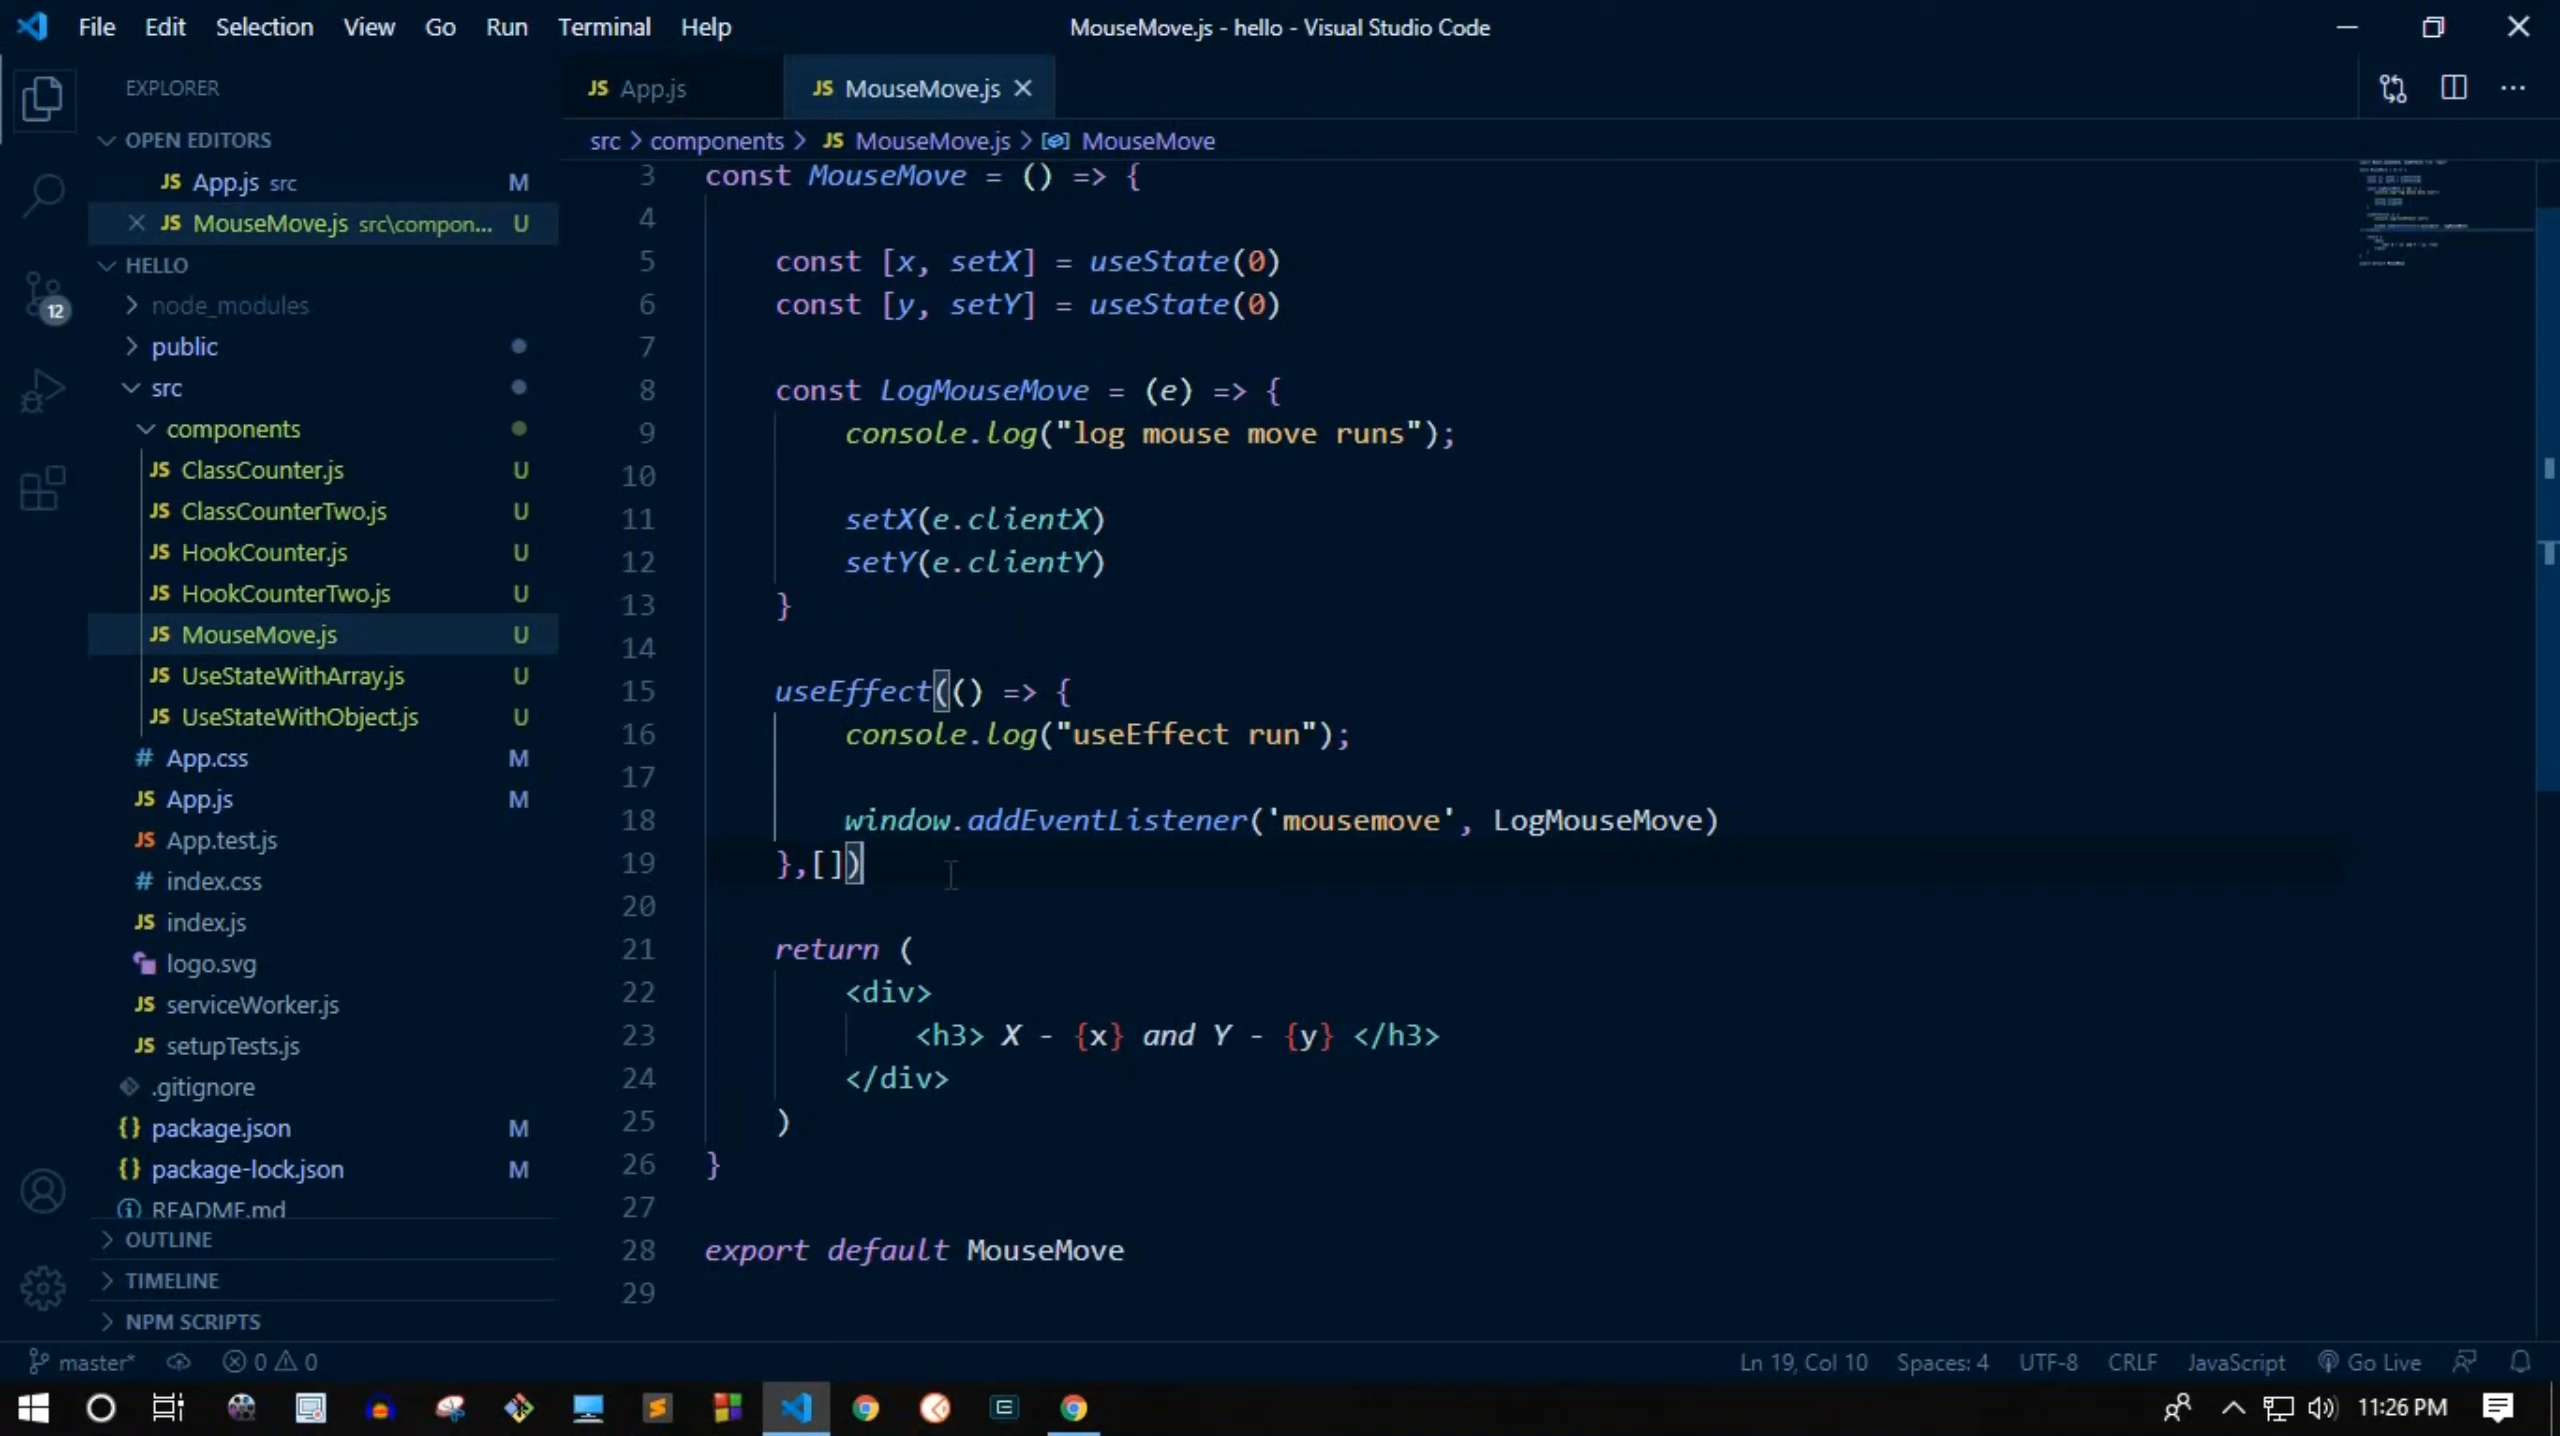 File Edit Selection View Go Run Terminal Help
MouseMove.js - hello - Visual Studio Code
EXPLORER
OPEN EDITORS
JS App.js src M
JS MouseMove.js src\compon... U
HELLO
node_modules
public
src
components
JS ClassCounter.js U
JS ClassCounterTwo.js U
JS HookCounter.js U
JS HookCounterTwo.js U
JS MouseMove.js U
JS UseStateWithArray.js U
JS UseStateWithObject.js U
# App.css M
JS App.js M
JS App.test.js
# index.css
JS index.js
logo.svg
JS serviceWorker.js
JS setupTests.js
.gitignore
{} package.json M
{} package-lock.json M
README.md
OUTLINE
TIMELINE
NPM SCRIPTS
12
JS App.js
JS MouseMove.js
src > components > JS MouseMove.js > MouseMove
3 const MouseMove = () => {
4
5 const [x, setX] = useState(0)
6 const [y, setY] = useState(0)
7
8 const LogMouseMove = (e) => {
9 console.log("log mouse move runs");
10
11 setX(e.clientX)
12 setY(e.clientY)
13 }
14
15 useEffect(() => {
16 console.log("useEffect run");
17
18 window.addEventListener('mousemove', LogMouseMove)
19 },[])
20
21 return (
22 <div>
23 <h3> X - {x} and Y - {y} </h3>
24 </div>
25 )
26 }
27
28 export default MouseMove
29
master* 0 0
Ln 19, Col 10 Spaces: 4 UTF-8 CRLF JavaScript Go Live
11:26 PM